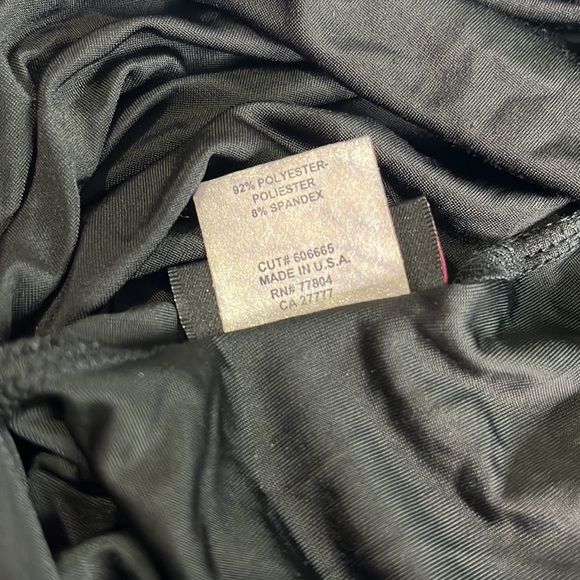 92% POLYESTER-
POLIESTER
8% SPANDEX
CUT# 606665
MADE IN U.S.A.
RN# 77804
CA 27777